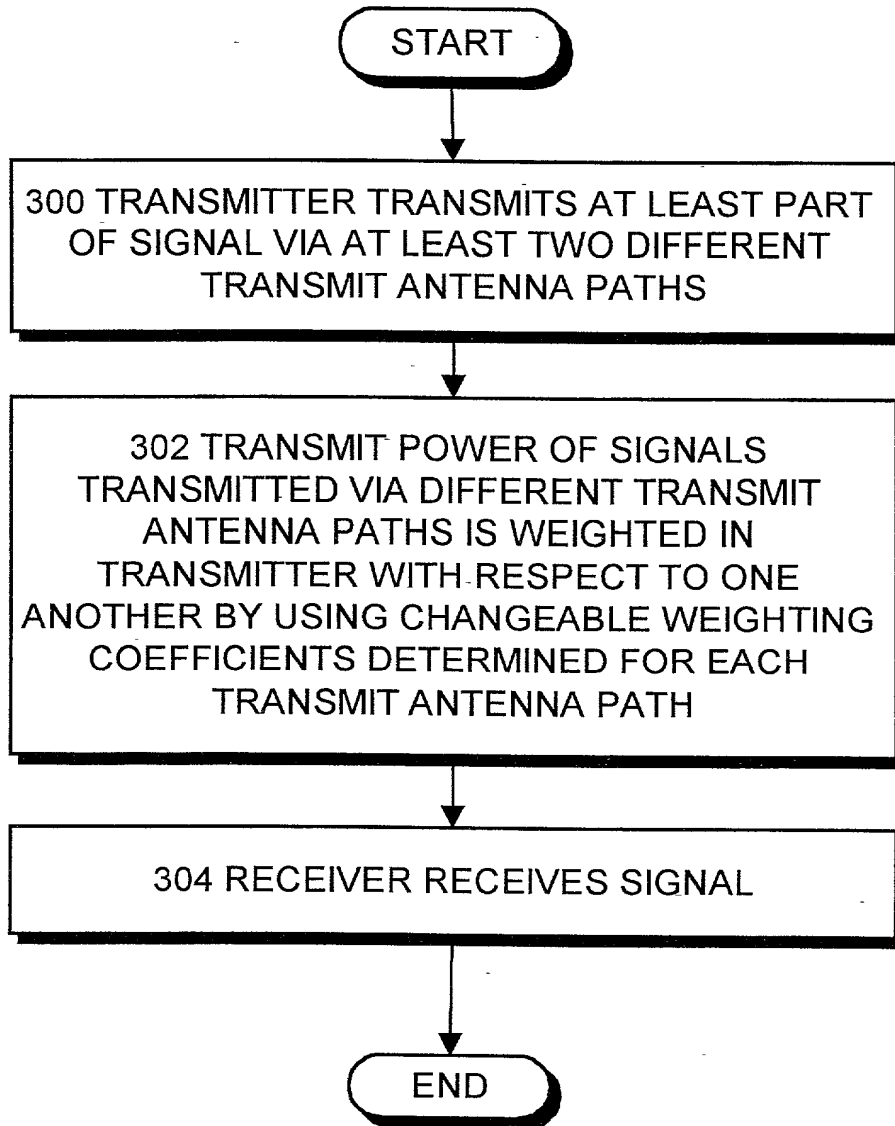 START
300 TRANSMITTER TRANSMITS AT LEAST PART
OF SIGNAL VIA AT LEAST TWO DIFFERENT
TRANSMIT ANTENNA PATHS
302 TRANSMIT POWER OF SIGNALS
TRANSMITTED VIA DIFFERENT TRANSMIT
ANTENNA PATHS IS WEIGHTED IN
TRANSMITTER WITH RESPECT TO ONE
ANOTHER BY USING CHANGEABLE WEIGHTING
COEFFICIENTS DETERMINED FOR EACH
TRANSMIT ANTENNA PATH
304 RECEIVER RECEIVES SIGNAL
END